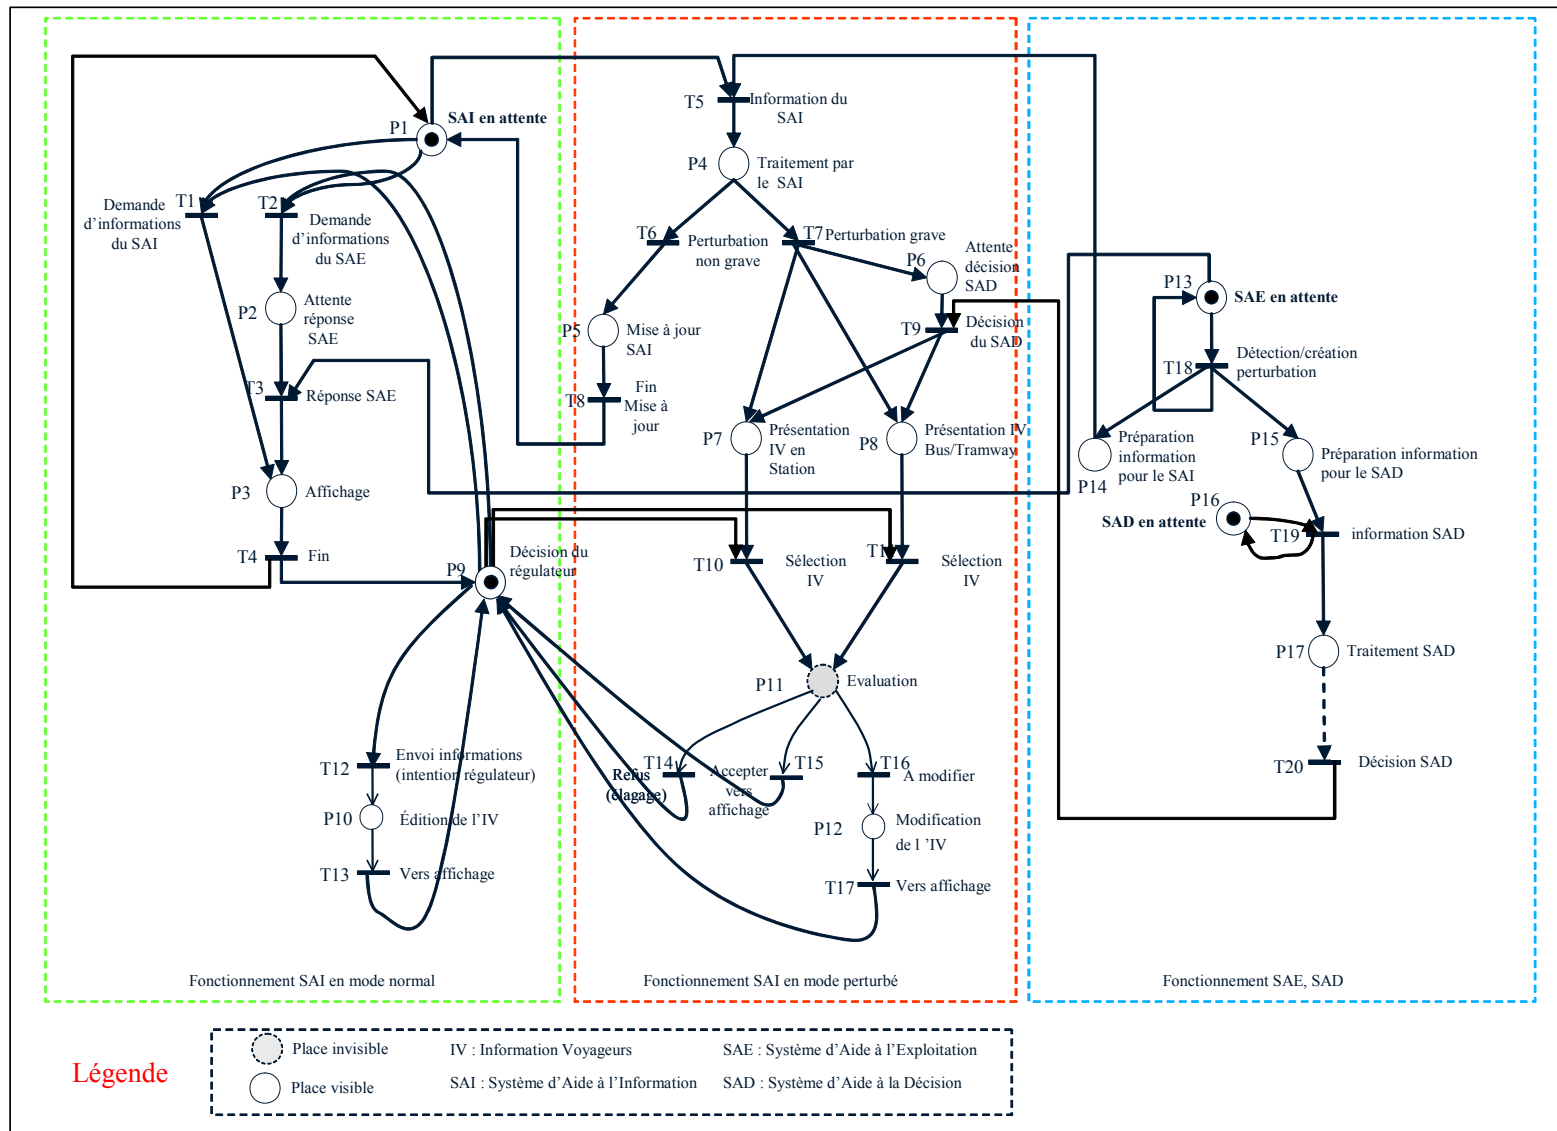 SAI en attente
P1
T1
Demande
d'informations
du SAI
T2
Demande
d'informations
du SAE
P2
Attente
réponse
SAE
T3
Réponse SAE
P3
Affichage
T4
Fin
P9
Décision du
régulateur
T12
Envoi informations
(intention régulateur)
P10
Édition de l'IV
T13
Vers affichage
Fonctionnement SAI en mode normal
T5
Information du
SAI
P4
Traitement par
le SAI
T6
Perturbation
non grave
T7
Perturbation grave
P6
Attente
décision
SAD
P5
Mise à jour
SAI
T9
Décision
du SAD
T8
Fin
Mise à
jour
P7
Présentation
IV en
Station
P8
Présentation IV
Bus/Tramway
T10
Sélection
IV
Sélection
IV
P11
Evaluation
T14
Refus
(élagage)
T15
Accepter
vers
affichage
T16
A modifier
P12
Modification
de l 'IV
T17
Vers affichage
Fonctionnement SAI en mode perturbé
P13
SAE en attente
T18
Détection/création
perturbation
P14
Préparation
information
pour le SAI
P15
Préparation information
pour le SAD
P16
SAD en attente
T19
information SAD
P17
Traitement SAD
T20
Décision SAD
Fonctionnement SAE, SAD
Légende
Place invisible
Place visible
IV : Information Voyageurs
SAI : Système d'Aide à l'Information
SAE : Système d'Aide à l'Exploitation
SAD : Système d'Aide à la Décision